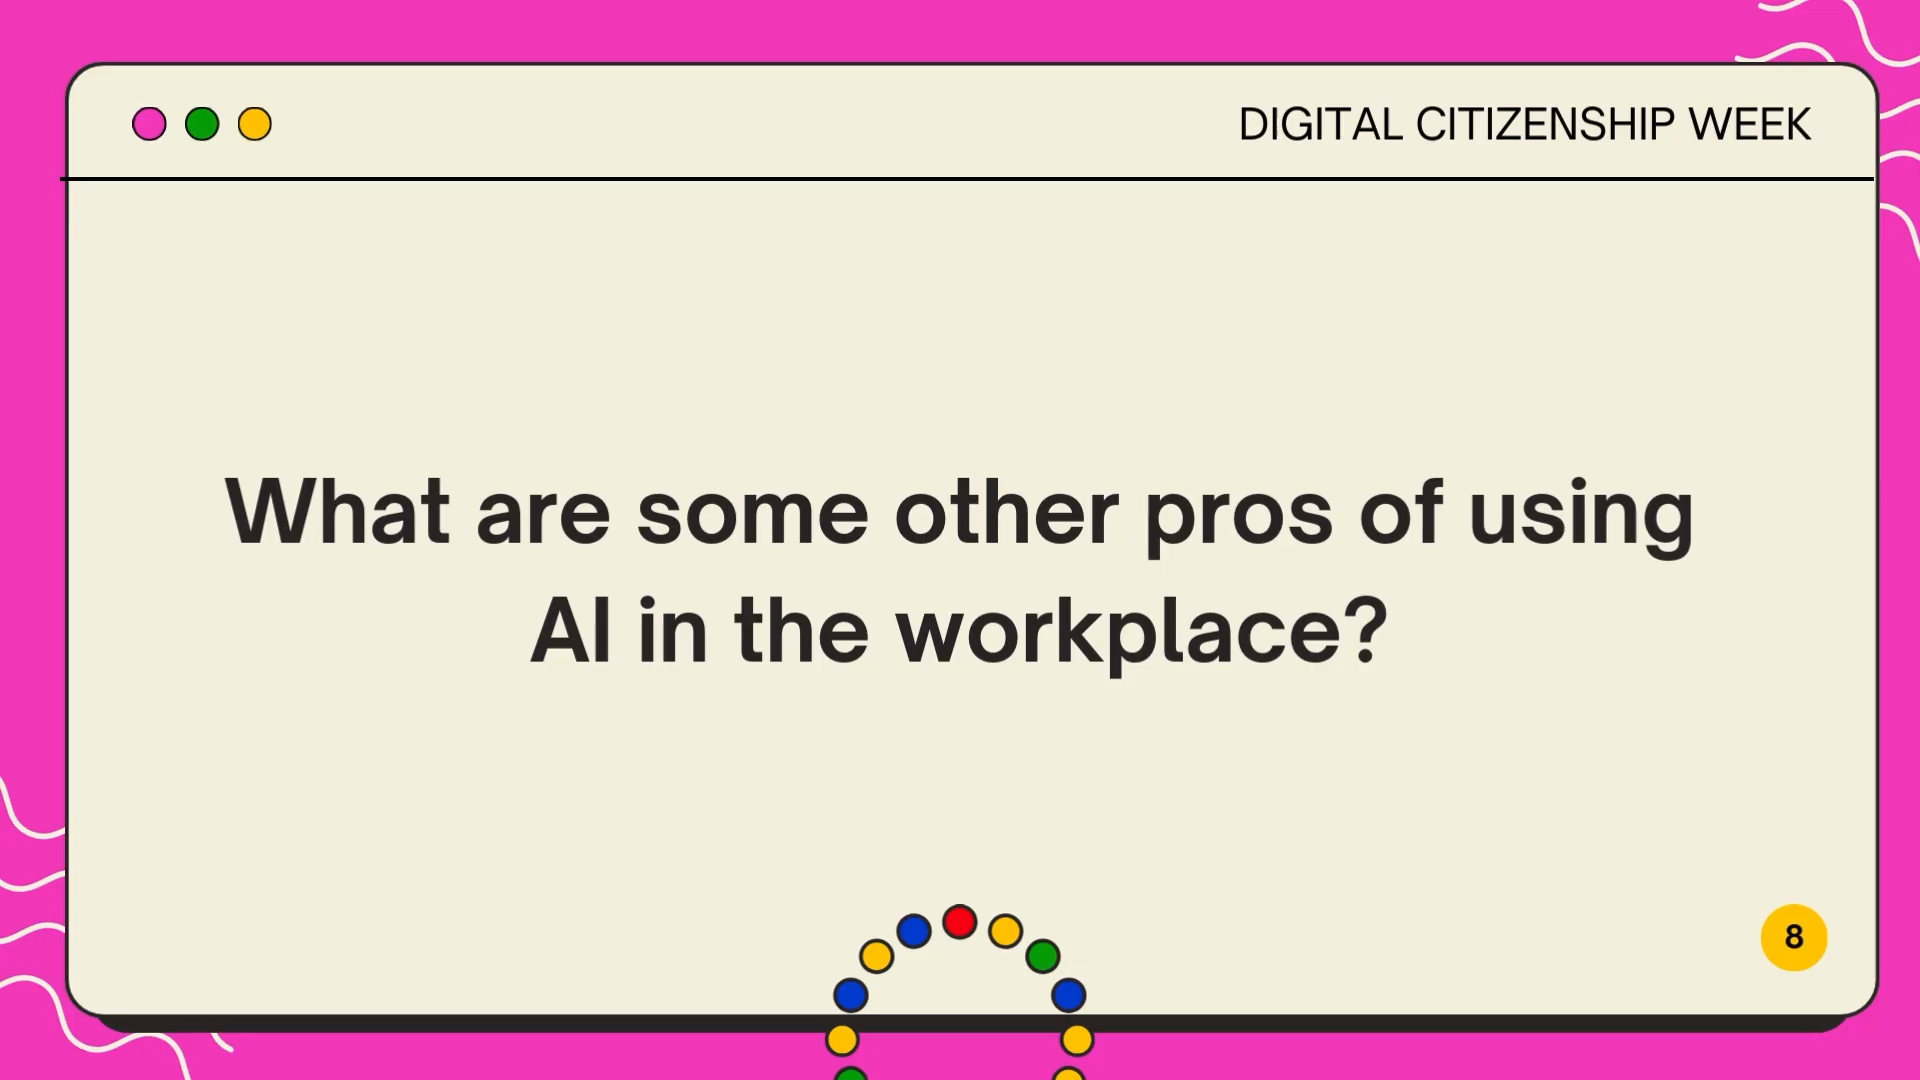 DIGITAL CITIZENSHIP WEEK
What are some other pros of using
AI in the workplace?
8